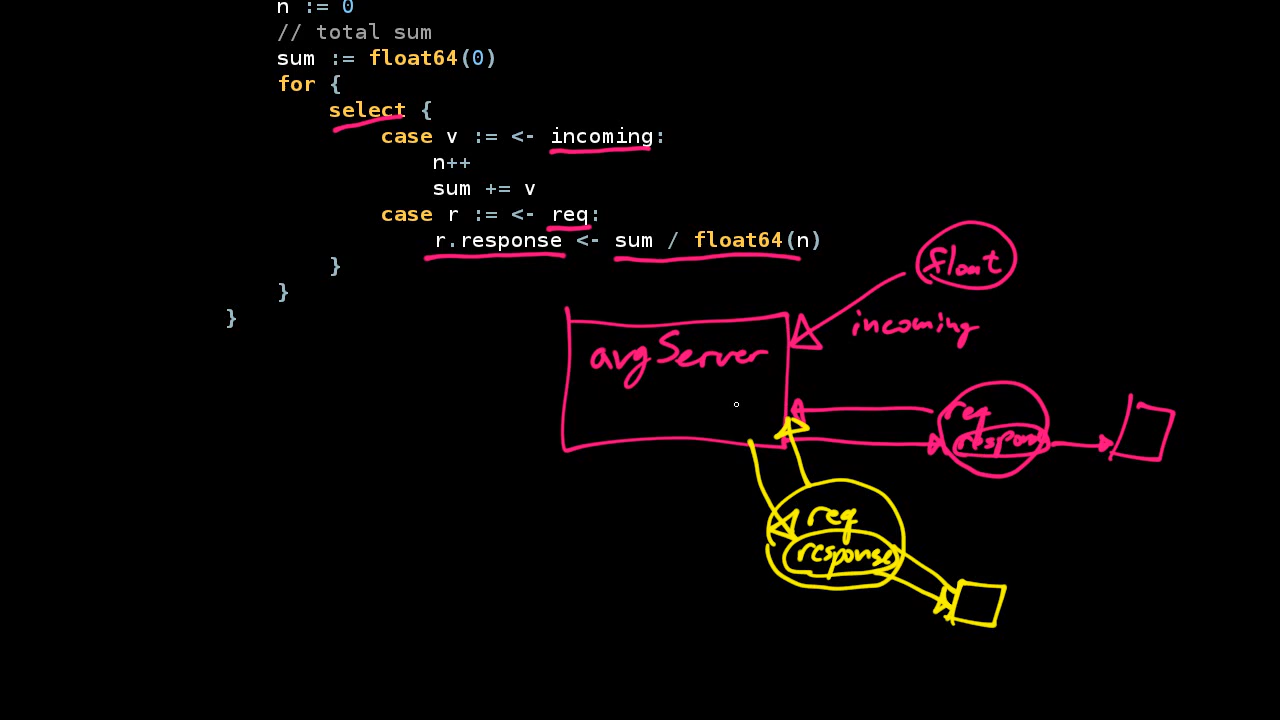 n := 0
// total sum
sum := float64(0)
for {
select {
case v := <- incoming:
n++
sum += v
case r := <- req:
r.response <- sum / float64(n)
}
}
}
float
incoming
avgServer
req
respons
req
response